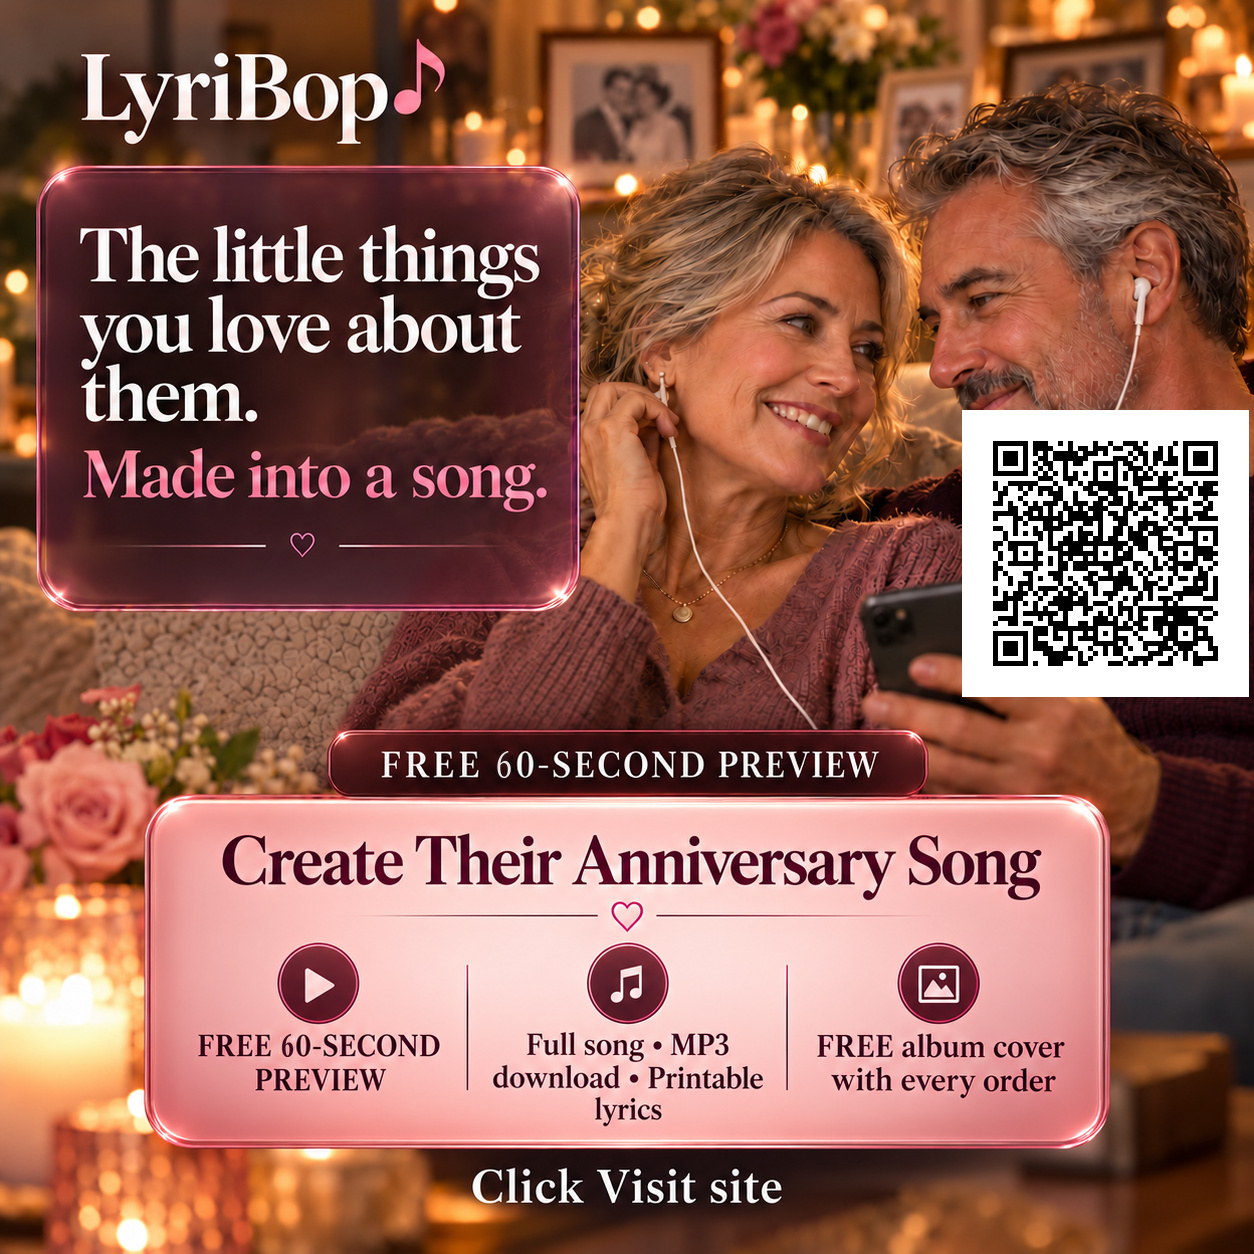 LyriBop
The little things
you love about
them.
Made into a song.
FREE 60-SECOND PREVIEW
Create Their Anniversary Song
FREE 60-SECOND
PREVIEW
Full song • MP3
download • Printable
lyrics
FREE album cover
with every order
Click Visit site